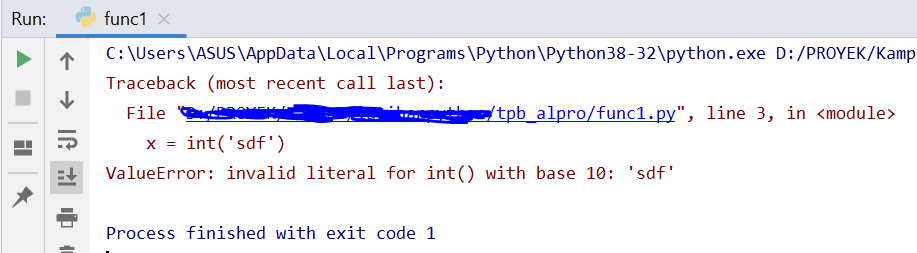 Run: func1
C:\Users\ASUS\AppData\Local\Programs\Python\Python38-32\python.exe D:/PROYEK/Kamp
Traceback (most recent call last):
File "/tpb_alpro/func1.py", line 3, in <module>
x = int('sdf')
ValueError: invalid literal for int() with base 10: 'sdf'
Process finished with exit code 1